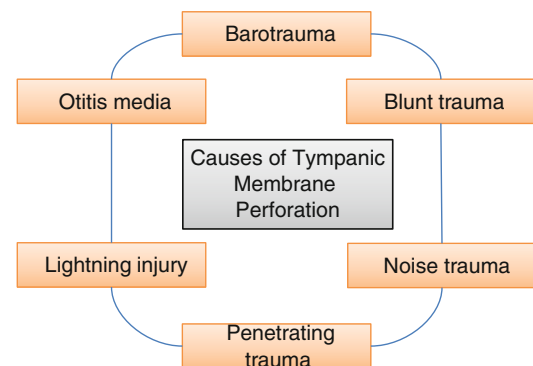 Barotrauma
Otitis media
Blunt trauma
Causes of Tympanic
Membrane
Perforation
Lightning injury
Noise trauma
Penetrating
trauma